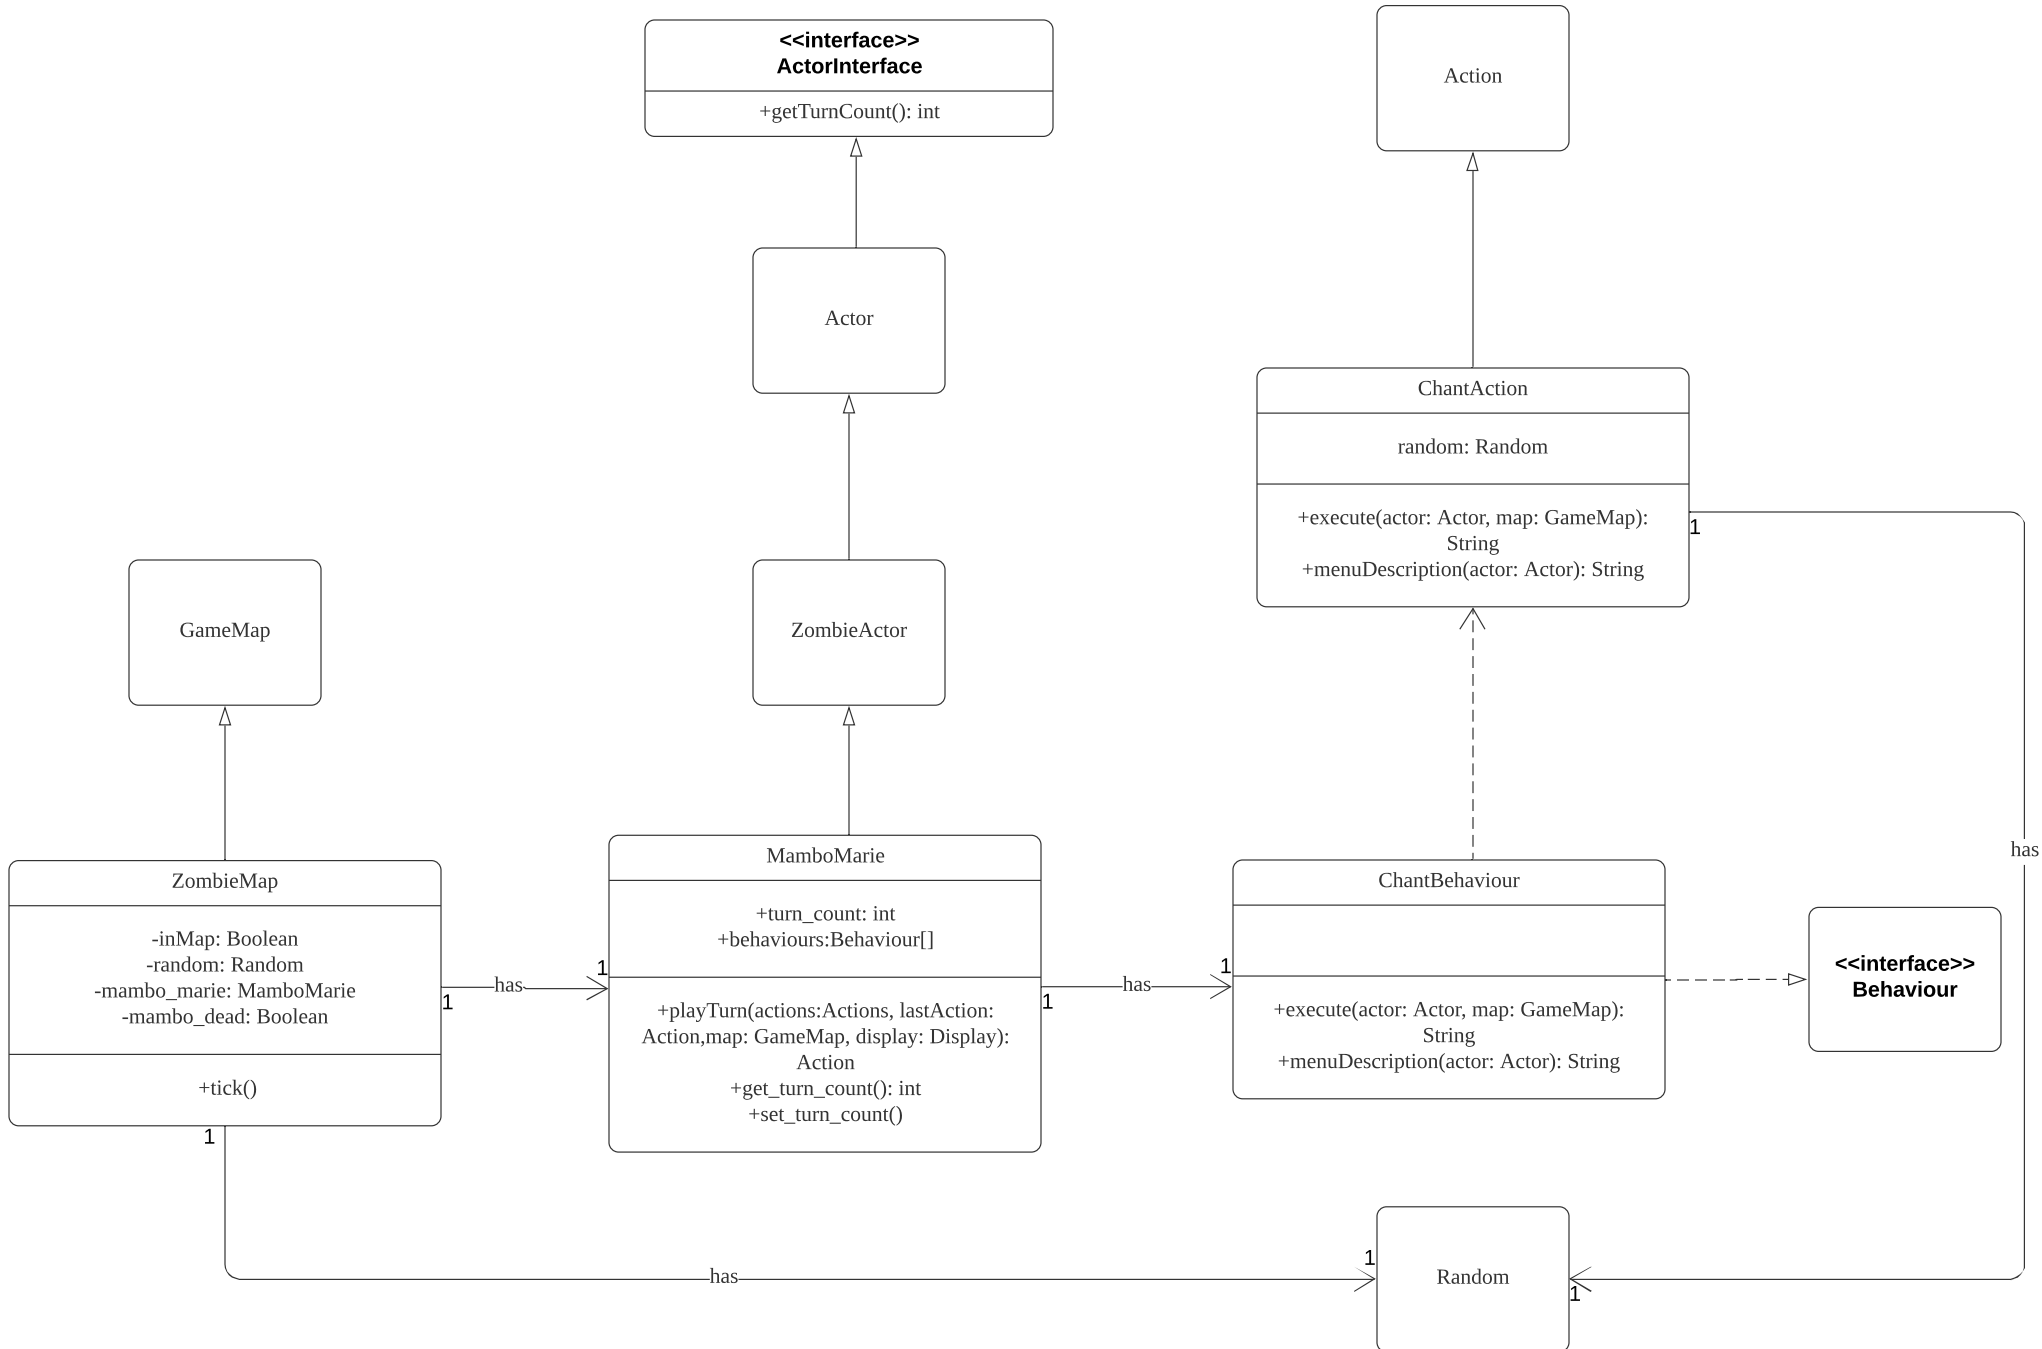 <<interface>>
ActorInterface
+getTurnCount(): int
Action
Actor
ChantAction
random: Random
+execute(actor: Actor, map: GameMap):
String
+menuDescription(actor: Actor): String
1
has
GameMap
ZombieActor
ZombieMap
-inMap: Boolean
-random: Random
-mambo_marie: MamboMarie
-mambo_dead: Boolean
+tick()
1
has
1
MamboMarie
+turn_count: int
+behaviours:Behaviour[]
+playTurn(actions:Actions, lastAction:
Action,map: GameMap, display: Display):
Action
+get_turn_count(): int
+set_turn_count()
1
has
1
ChantBehaviour
+execute(actor: Actor, map: GameMap):
String
+menuDescription(actor: Actor): String
<<interface>>
Behaviour
1
has
1
Random
1